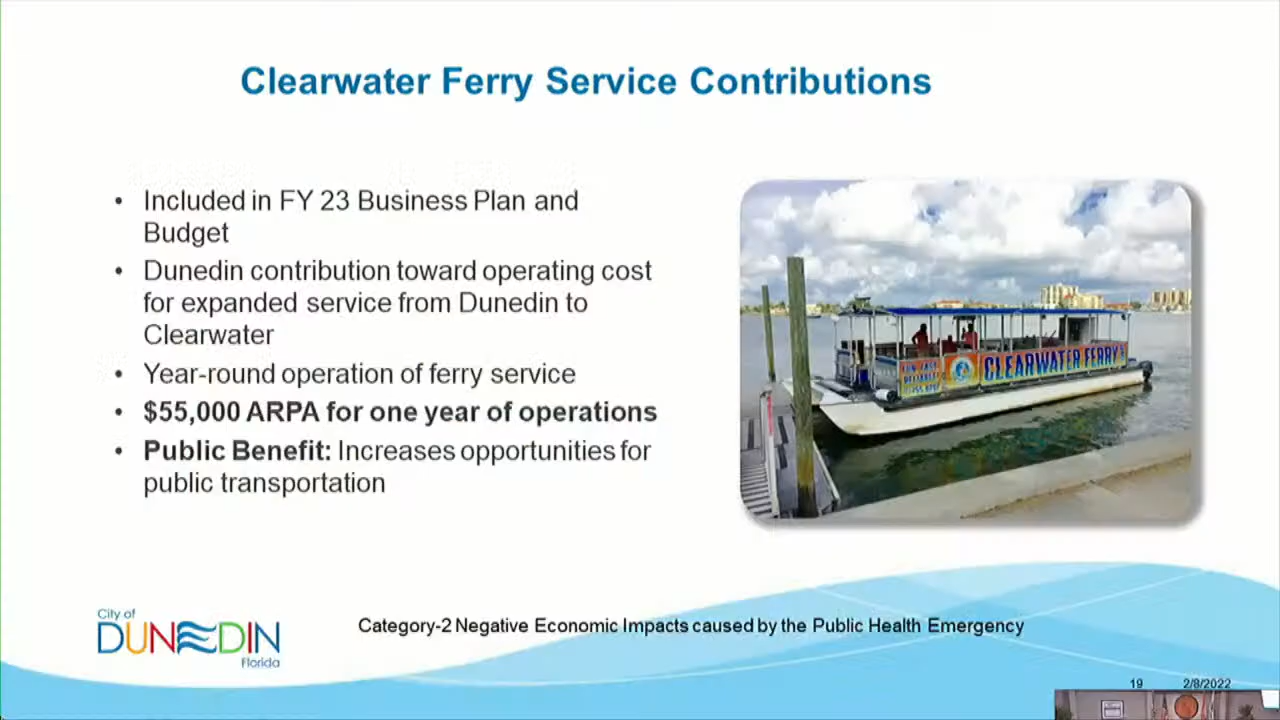 Clearwater Ferry Service Contributions
• Included in FY 23 Business Plan and
Budget
• Dunedin contribution toward operating cost
for expanded service from Dunedin to
Clearwater
• Year-round operation of ferry service
• $55,000 ARPA for one year of operations
• Public Benefit: Increases opportunities for
public transportation
CLEARWATER FERRY
City of
DUNEDIN
Florida
Category-2 Negative Economic Impacts caused by the Public Health Emergency
19 2/8/2022